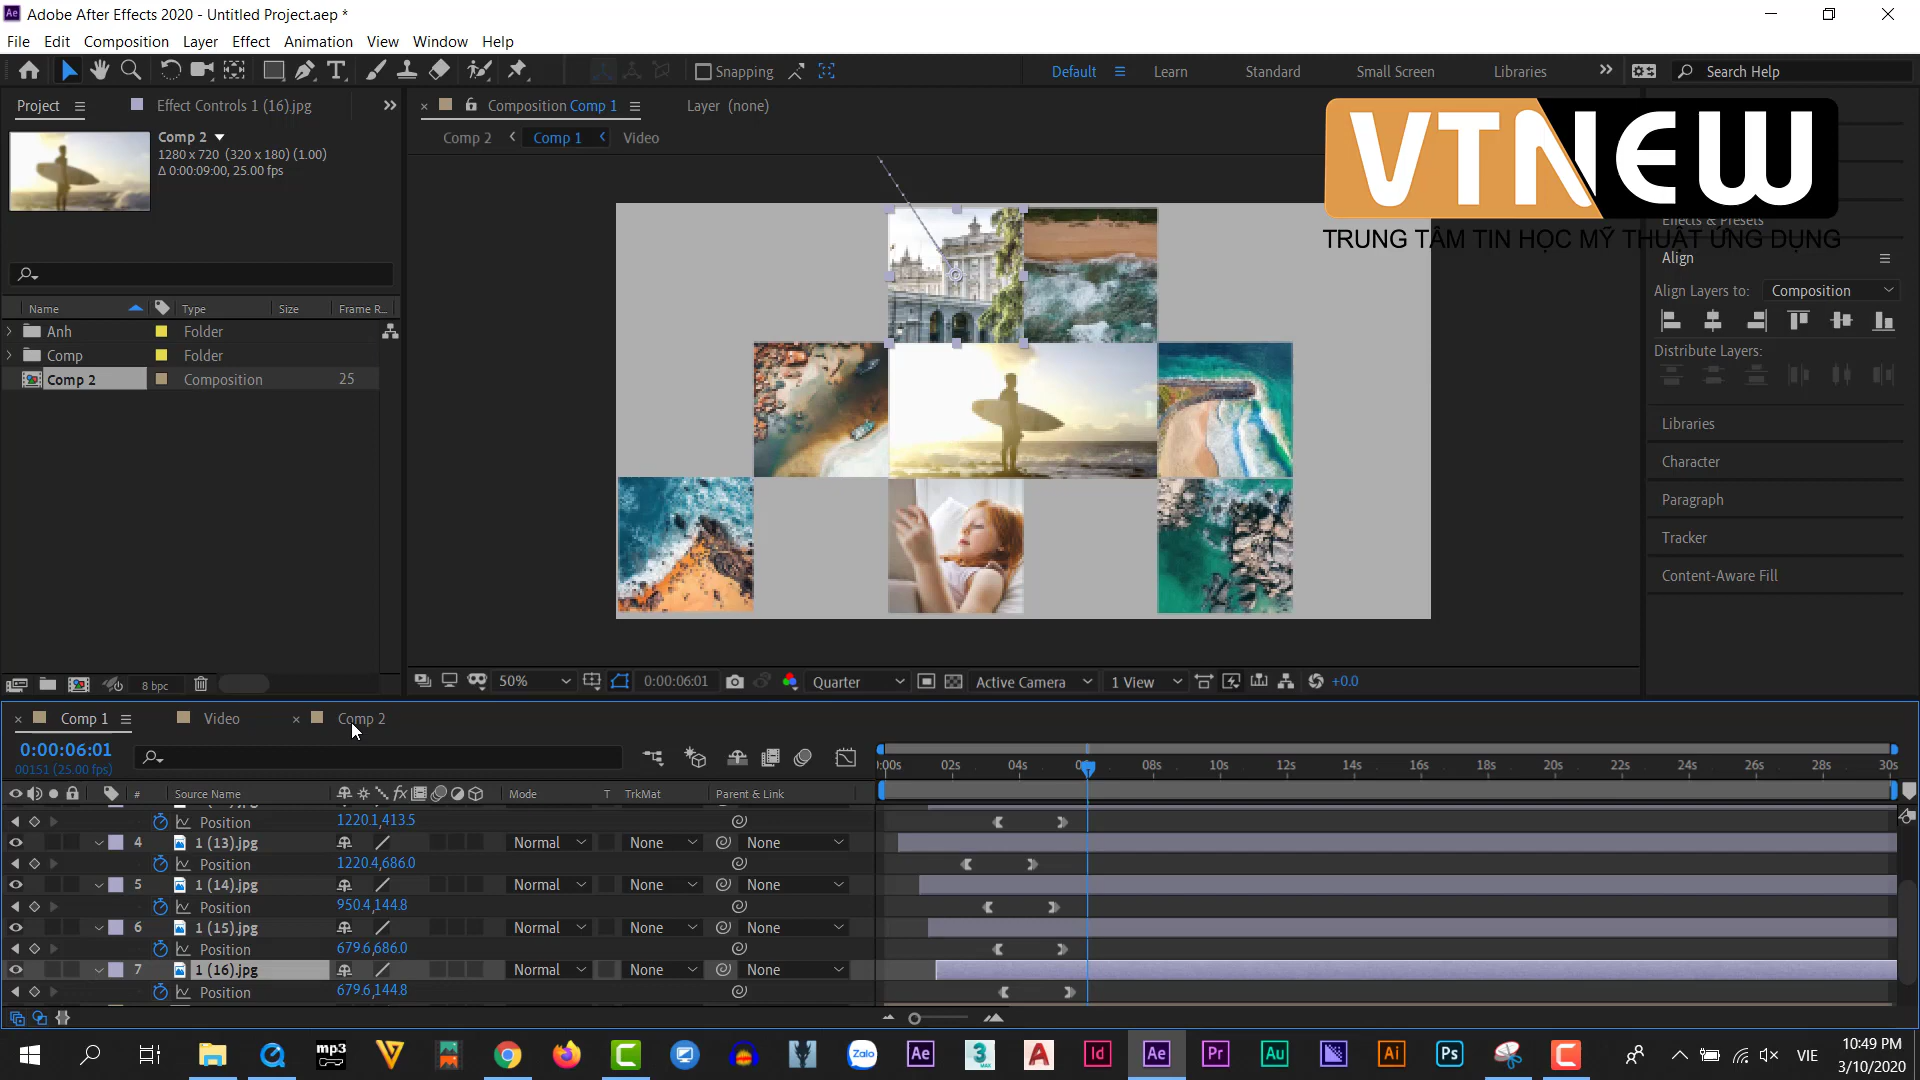 Adobe After Effects 2020 - Untitled Project.aep *
File Edit Composition Layer Effect Animation View Window Help
Snapping
Default Learn Standard Small Screen Libraries Search Help
Project Effect Controls 1 (16).jpg
Composition Comp 1 Layer (none)
Comp 2 Comp 1 Video
Comp 2
1280 x 720 (320 x 180) (1.00)
Δ 0:00:09:00, 25.00 fps
VTNEW
TRUNG TÂM TIN HỌC MỸ THUẬT ỨNG DỤNG
Effects & Presets
Align
Align Layers to: Composition
Distribute Layers:
Libraries
Character
Paragraph
Tracker
Content-Aware Fill
Name Type Size Frame R...
Anh Folder
Comp Folder
Comp 2 Composition 25
8 bpc
50% 0:00:06:01 Quarter Active Camera 1 View +0.0
Comp 1 Video Comp 2
0:00:06:01
00151 (25.00 fps)
:00s 02s 04s 08s 10s 12s 14s 16s 18s 20s 22s 24s 26s 28s 30s
# Source Name Mode T TrkMat Parent & Link
Position 1220.1,413.5
4 1 (13).jpg Normal None None
Position 1220.4,686.0
5 1 (14).jpg Normal None None
Position 950.4,144.8
6 1 (15).jpg Normal None None
Position 679.6,686.0
7 1 (16).jpg Normal None None
Position 679.6,144.8
mp3 Zalo Ae 3 MAX A Id Ae Pr Au Ai Ps VIE
10:49 PM
3/10/2020